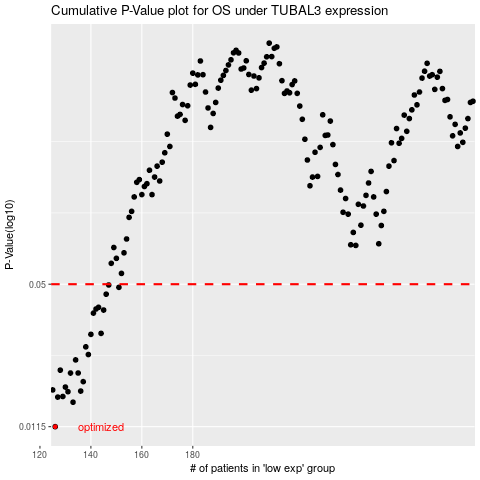 Cumulative P-Value plot for OS under TUBAL3 expression
P-Value(log10)
0.05
0.0115
optimized
120 140 160 180
# of patients in 'low exp' group